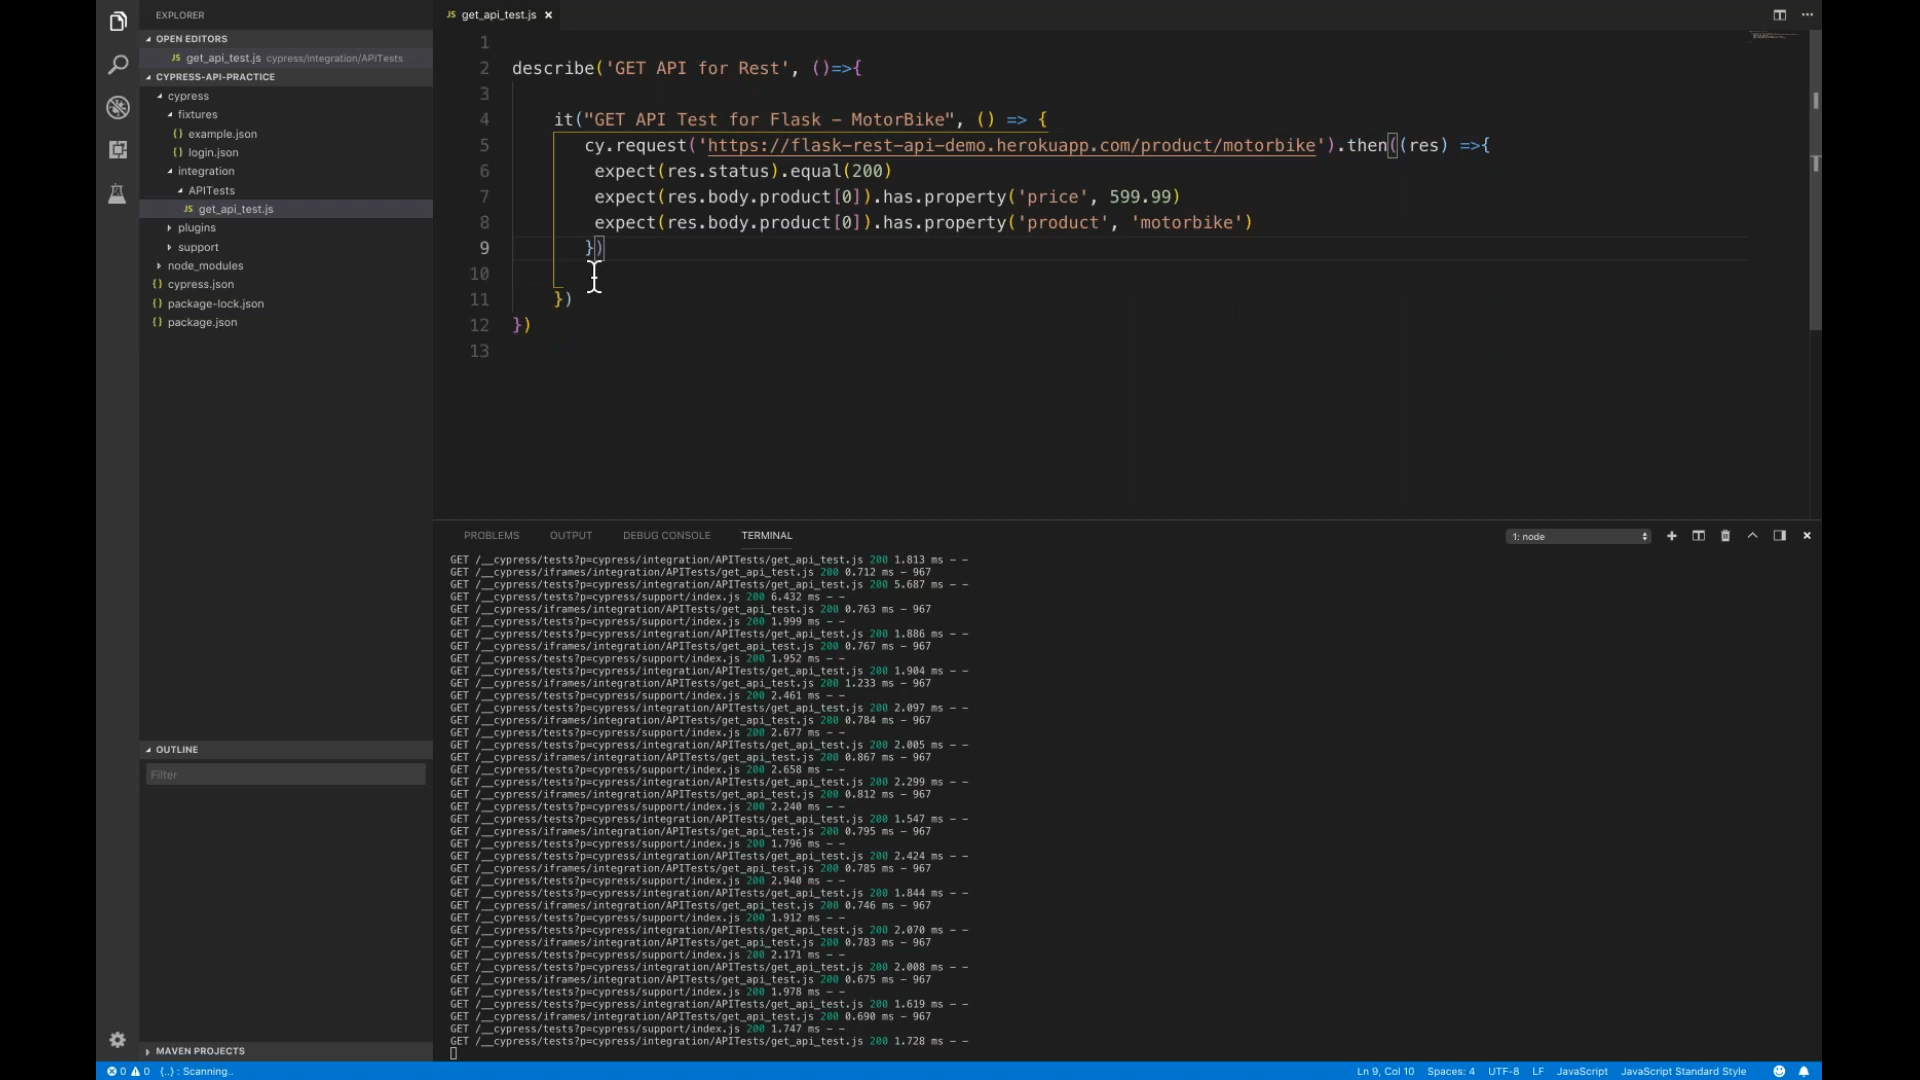 EXPLORER
OPEN EDITORS
JS get_api_test.js cypress/integration/APITests
CYPRESS-API-PRACTICE
cypress
fixtures
{} example.json
{} login.json
integration
APITests
JS get_api_test.js
plugins
support
node_modules
{} cypress.json
{} package-lock.json
{} package.json
OUTLINE
Filter
MAVEN PROJECTS
JS get_api_test.js ×
1
2 describe('GET API for Rest', ()=>{
3
4 it("GET API Test for Flask - MotorBike", () => {
5 cy.request('https://flask-rest-api-demo.herokuapp.com/product/motorbike').then((res) =>{
6 expect(res.status).equal(200)
7 expect(res.body.product[0]).has.property('price', 599.99)
8 expect(res.body.product[0]).has.property('product', 'motorbike')
9 })
10
11 })
12 })
13
PROBLEMS OUTPUT DEBUG CONSOLE TERMINAL 1: node
GET /__cypress/tests?p=cypress/integration/APITests/get_api_test.js 200 1.813 ms - -
GET /__cypress/iframes/integration/APITests/get_api_test.js 200 0.712 ms - 967
GET /__cypress/tests?p=cypress/integration/APITests/get_api_test.js 200 5.687 ms - -
GET /__cypress/tests?p=cypress/support/index.js 200 6.432 ms - -
GET /__cypress/iframes/integration/APITests/get_api_test.js 200 0.763 ms - 967
GET /__cypress/tests?p=cypress/support/index.js 200 1.999 ms - -
GET /__cypress/tests?p=cypress/integration/APITests/get_api_test.js 200 1.886 ms - -
GET /__cypress/iframes/integration/APITests/get_api_test.js 200 0.767 ms - 967
GET /__cypress/tests?p=cypress/support/index.js 200 1.952 ms - -
GET /__cypress/tests?p=cypress/integration/APITests/get_api_test.js 200 1.904 ms - -
GET /__cypress/iframes/integration/APITests/get_api_test.js 200 1.233 ms - 967
GET /__cypress/tests?p=cypress/support/index.js 200 2.461 ms - -
GET /__cypress/tests?p=cypress/integration/APITests/get_api_test.js 200 2.097 ms - -
GET /__cypress/iframes/integration/APITests/get_api_test.js 200 0.784 ms - 967
GET /__cypress/tests?p=cypress/support/index.js 200 2.677 ms - -
GET /__cypress/tests?p=cypress/integration/APITests/get_api_test.js 200 2.005 ms - -
GET /__cypress/iframes/integration/APITests/get_api_test.js 200 0.867 ms - 967
GET /__cypress/tests?p=cypress/support/index.js 200 2.658 ms - -
GET /__cypress/tests?p=cypress/integration/APITests/get_api_test.js 200 2.299 ms - -
GET /__cypress/iframes/integration/APITests/get_api_test.js 200 0.812 ms - 967
GET /__cypress/tests?p=cypress/support/index.js 200 2.240 ms - -
GET /__cypress/tests?p=cypress/integration/APITests/get_api_test.js 200 1.547 ms - -
GET /__cypress/iframes/integration/APITests/get_api_test.js 200 0.795 ms - 967
GET /__cypress/tests?p=cypress/support/index.js 200 1.796 ms - -
GET /__cypress/tests?p=cypress/integration/APITests/get_api_test.js 200 2.424 ms - -
GET /__cypress/iframes/integration/APITests/get_api_test.js 200 0.785 ms - 967
GET /__cypress/tests?p=cypress/support/index.js 200 2.940 ms - -
GET /__cypress/tests?p=cypress/integration/APITests/get_api_test.js 200 1.844 ms - -
GET /__cypress/iframes/integration/APITests/get_api_test.js 200 0.746 ms - 967
GET /__cypress/tests?p=cypress/support/index.js 200 1.912 ms - -
GET /__cypress/tests?p=cypress/integration/APITests/get_api_test.js 200 2.070 ms - -
GET /__cypress/iframes/integration/APITests/get_api_test.js 200 0.783 ms - 967
GET /__cypress/tests?p=cypress/support/index.js 200 2.171 ms - -
GET /__cypress/tests?p=cypress/integration/APITests/get_api_test.js 200 2.008 ms - -
GET /__cypress/iframes/integration/APITests/get_api_test.js 200 0.675 ms - 967
GET /__cypress/tests?p=cypress/support/index.js 200 1.978 ms - -
GET /__cypress/tests?p=cypress/integration/APITests/get_api_test.js 200 1.619 ms - -
GET /__cypress/iframes/integration/APITests/get_api_test.js 200 0.690 ms - 967
GET /__cypress/tests?p=cypress/support/index.js 200 1.747 ms - -
GET /__cypress/tests?p=cypress/integration/APITests/get_api_test.js 200 1.728 ms - -
0 0 {..} : Scanning.. Ln 9, Col 10 Spaces: 4 UTF-8 LF JavaScript JavaScript Standard Style